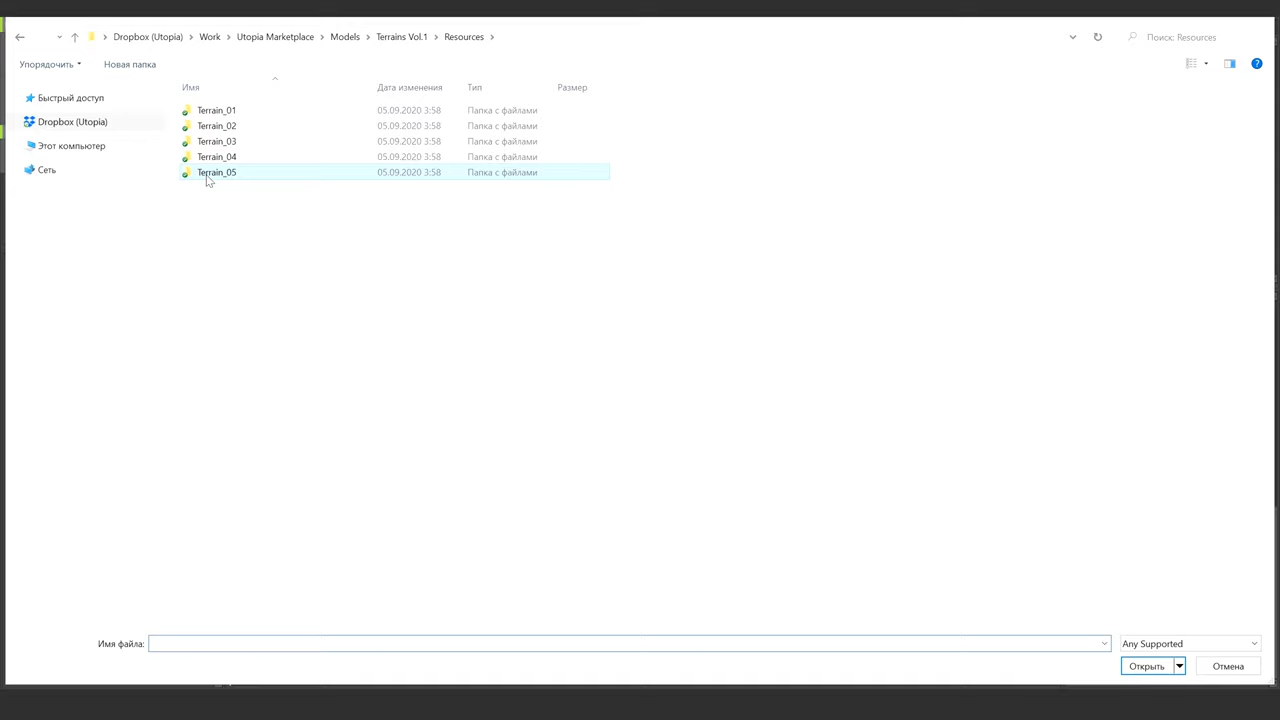 Dropbox (Utopia) > Work > Utopia Marketplace > Models > Terrains Vol.1 > Resources >
Поиск: Resources
Упорядочить
Новая папка
Имя
Дата изменения
Тип
Размер
Быстрый доступ
Dropbox (Utopia)
Этот компьютер
Сеть
Terrain_01 05.09.2020 3:58 Папка с файлами
Terrain_02 05.09.2020 3:58 Папка с файлами
Terrain_03 05.09.2020 3:58 Папка с файлами
Terrain_04 05.09.2020 3:58 Папка с файлами
Terrain_05 05.09.2020 3:58 Папка с файлами
Имя файла:
Any Supported
Открыть
Отмена